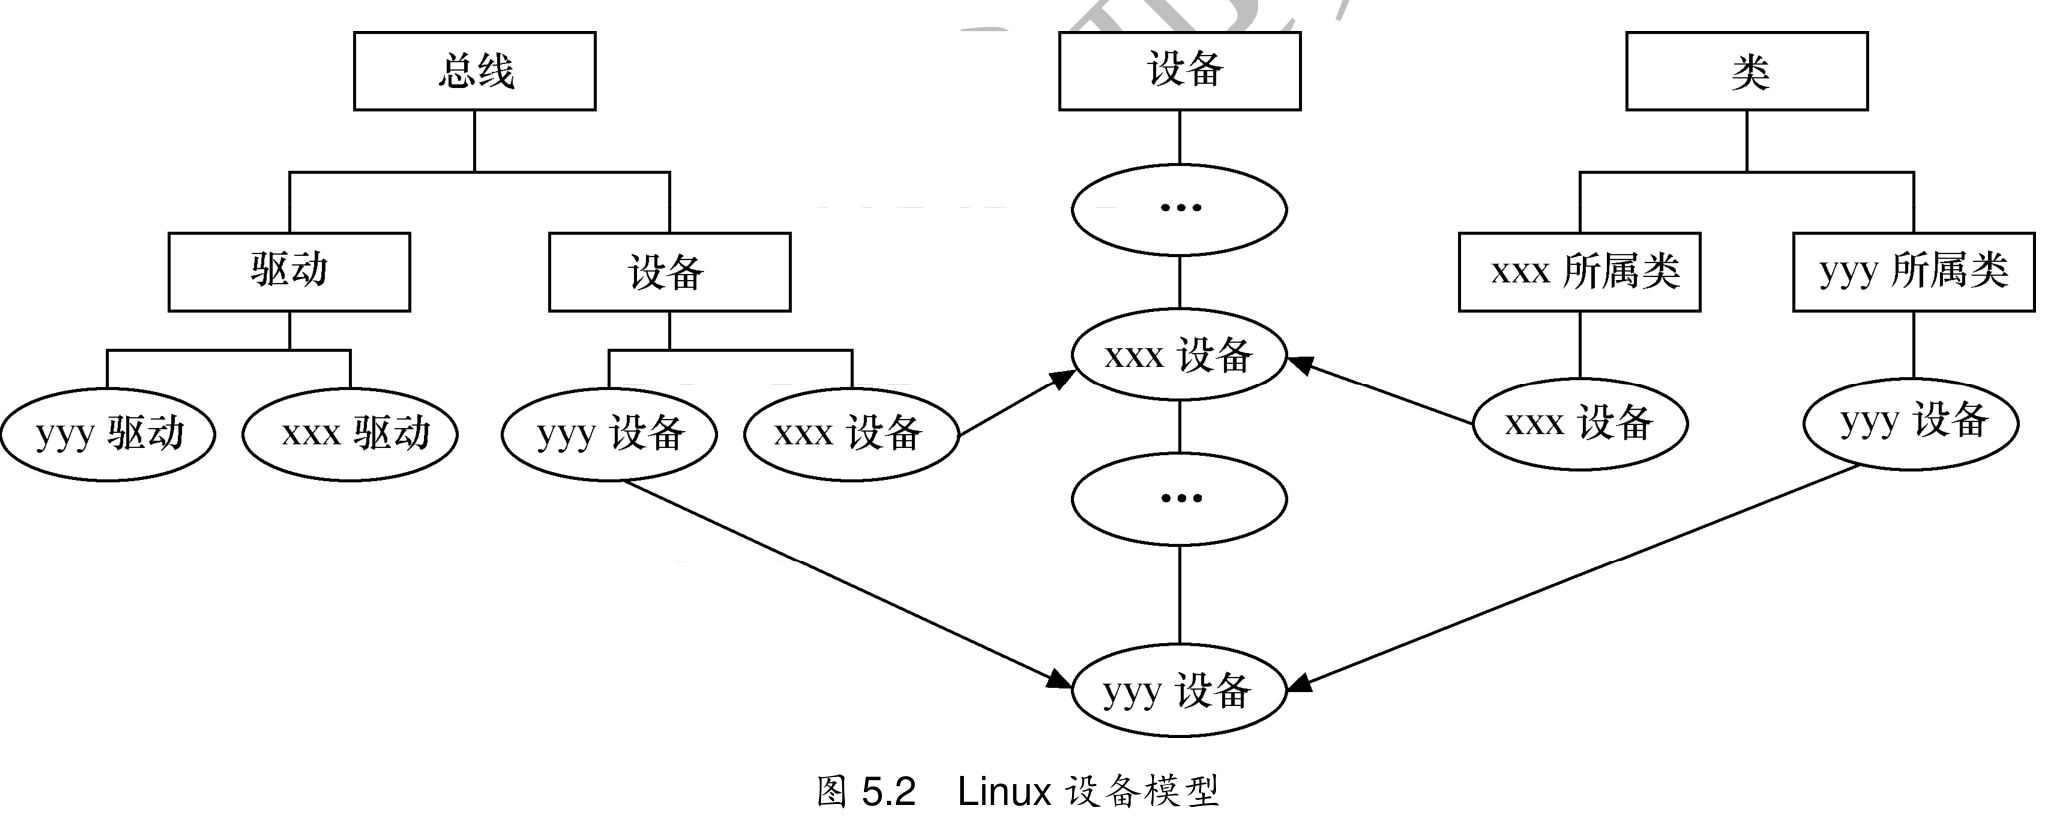 总线
设备
类
驱动
设备
xxx 所属类
yyy 所属类
...
xxx 设备
yyy 驱动
xxx 驱动
yyy 设备
xxx 设备
xxx 设备
yyy 设备
...
yyy 设备
图 5.2 Linux 设备模型